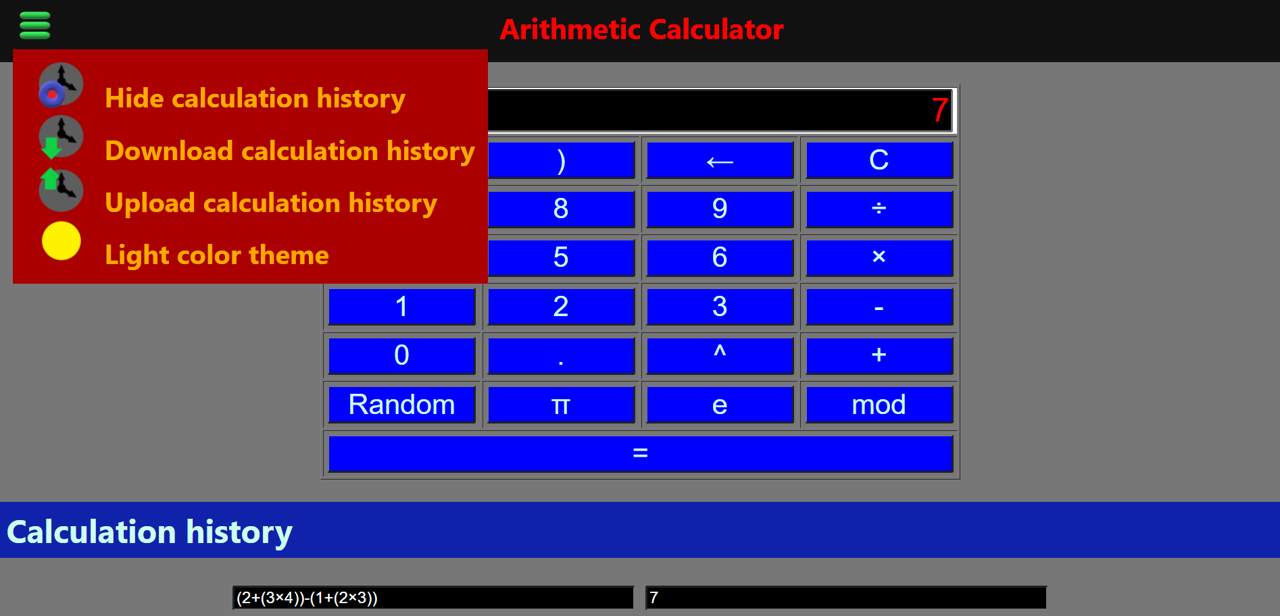 Arithmetic Calculator
Hide calculation history
Download calculation history
Upload calculation history
Light color theme
7
) ← C
8 9 ÷
5 6 ×
1 2 3 -
0 . ^ +
Random π e mod
=
Calculation history
(2+(3×4))-(1+(2×3)) 7